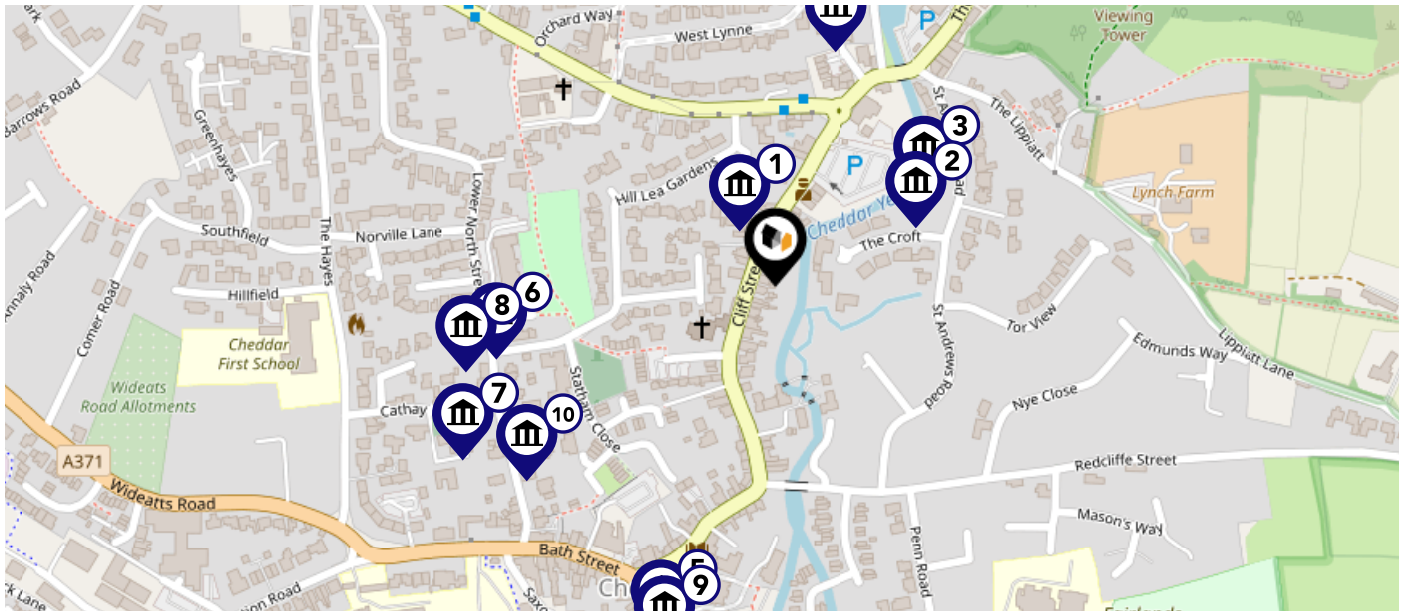 Orchard Way
West Lynne
P
Viewing
Tower
Barrows Road
Greenhayes
Lower North Stre
The Hayes
Hill Lea Gardens
1
P
3
2
Cheddar Ye
The Lippiatt
Lynch Farm
Southfield
Norville Lane
The Croft
Annaly Road
Hillfield
Comer Road
8
6
Cliff Stre
St Andrews Road
Tor View
Cheddar
First School
Edmunds Way
Lippiatt Lane
Wideats
Road Allotments
Cathay
7
10
Statham Close
Nye Close
A371
Wideatts Road
Redcliffe Street
Mason's Way
Penn Road
Bath Street
5
9